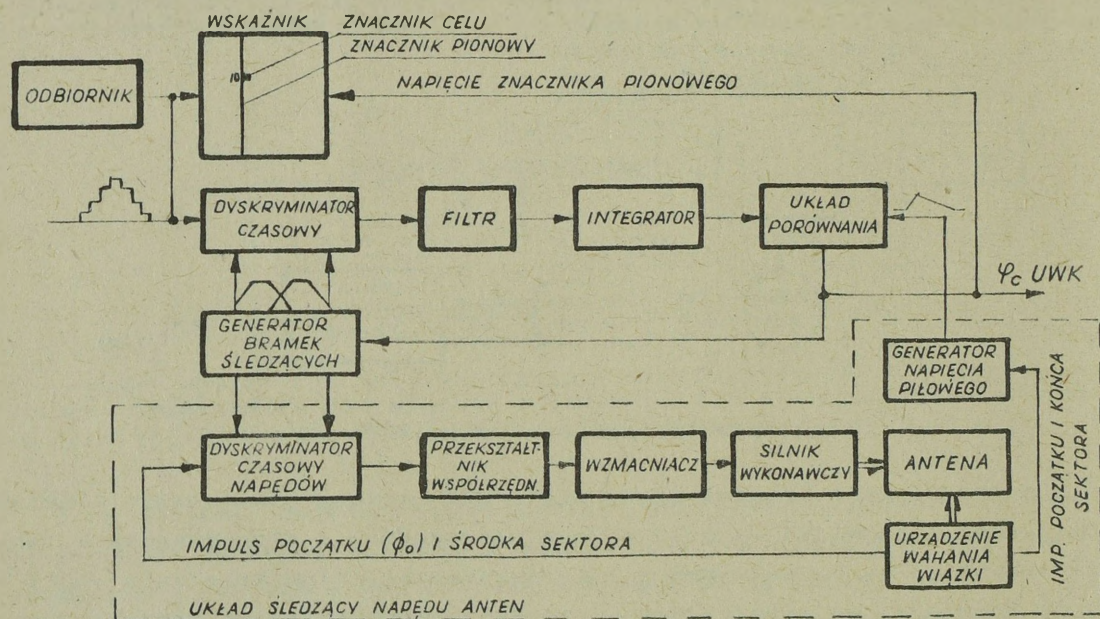 WSKAŹNIK
ZNACZNIK CELU
ZNACZNIK PIONOWY
ODBIORNIK
NAPIĘCIE ZNACZNIKA PIONOWEGO
DYSKRYMINATOR
CZASOWY
FILTR
INTEGRATOR
UKŁAD
PORÓWNANIA
φc UWK
GENERATOR
BRAMEK
ŚLEDZĄCYCH
GENERATOR
NAPIĘCIA
PIŁOWEGO
IMP. POCZĄTKU I KOŃCA
SEKTORA
DYSKRYMINATOR
CZASOWY
NAPĘDÓW
PRZEKSZTAŁT-
NIK
WSPÓŁRZĘDN.
WZMACNIACZ
SILNIK
WYKONAWCZY
ANTENA
IMPULS POCZĄTKU (ϕ₀) I ŚRODKA SEKTORA
URZĄDZENIE
WAHANIA
WIĄZKI
UKŁAD ŚLEDZĄCY NAPĘDU ANTEN